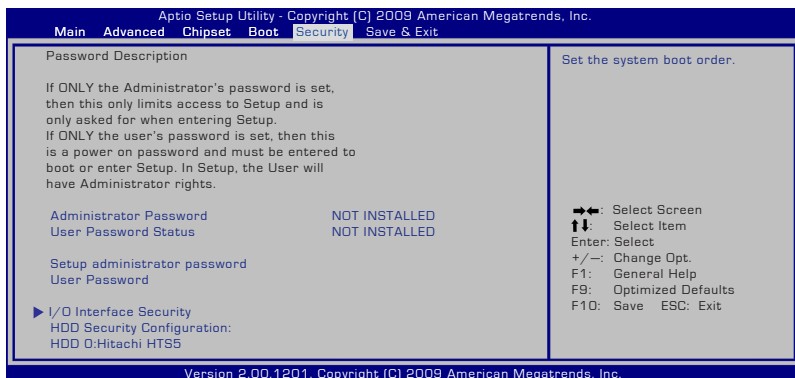 Aptio Setup Utility - Copyright (C) 2009 American Megatrends, Inc.
Main Advanced Chipset Boot Security Save & Exit
Password Description
If ONLY the Administrator's password is set,
then this only limits access to Setup and is
only asked for when entering Setup.
If ONLY the user's password is set, then this
is a power on password and must be entered to
boot or enter Setup. In Setup, the User will
have Administrator rights.
Administrator Password NOT INSTALLED
User Password Status NOT INSTALLED
Setup administrator password
User Password
I/O Interface Security
HDD Security Configuration:
HDD 0:Hitachi HTS5
Set the system boot order.
→←: Select Screen
↑↓: Select Item
Enter: Select
+/—: Change Opt.
F1: General Help
F9: Optimized Defaults
F10: Save ESC: Exit
Version 2.00.1201. Copyright (C) 2009 American Megatrends, Inc.